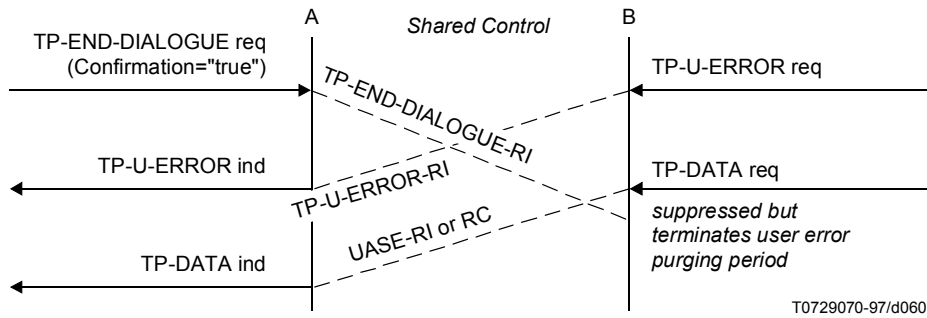 A
Shared Control
B
TP-END-DIALOGUE req
(Confirmation="true")
TP-U-ERROR req
TP-END-DIALOGUE-RI
TP-U-ERROR ind
TP-U-ERROR-RI
TP-DATA req
UASE-RI or RC
suppressed but
terminates user error
purging period
TP-DATA ind
T0729070-97/d060